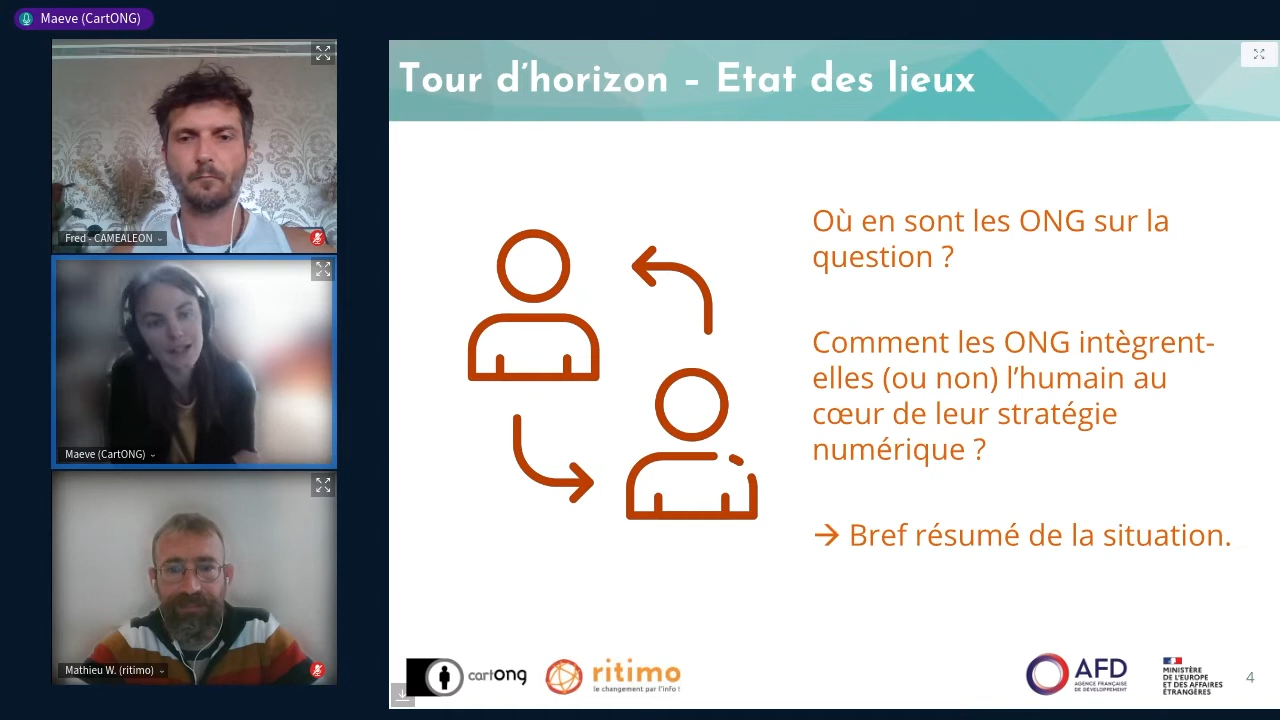 Maeve (CartONG)
Fred - CAMEALEON
Maeve (CartONG)
Mathieu W. (ritimo)
Tour d'horizon – Etat des lieux
Où en sont les ONG sur la
question ?
Comment les ONG intègrent-
elles (ou non) l'humain au
cœur de leur stratégie
numérique ?
→ Bref résumé de la situation.
cartong
ritimo
le changement par l'info !
AFD
AGENCE FRANÇAISE
DE DÉVELOPPEMENT
MINISTÈRE
DE L'EUROPE
ET DES AFFAIRES
ÉTRANGÈRES
4